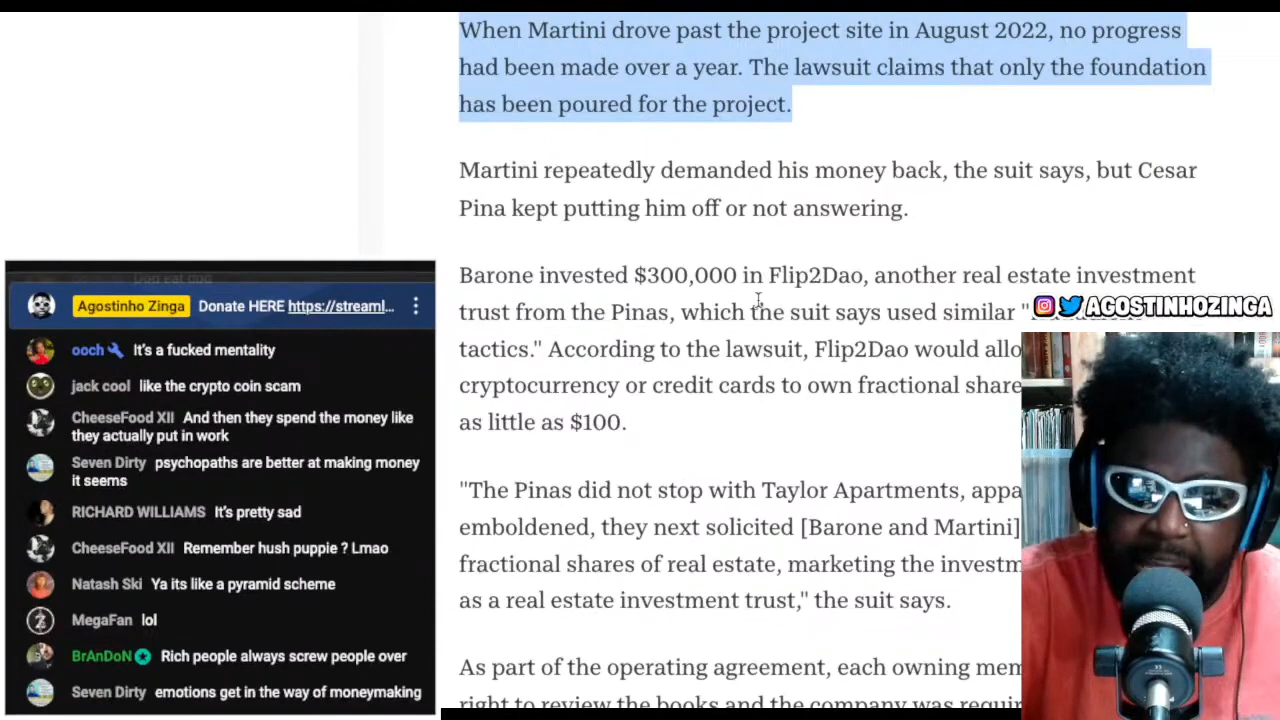 When Martini drove past the project site in August 2022, no progress
had been made over a year. The lawsuit claims that only the foundation
has been poured for the project.
Martini repeatedly demanded his money back, the suit says, but Cesar
Pina kept putting him off or not answering.
Barone invested $300,000 in Flip2Dao, another real estate investment
trust from the Pinas, which the suit says used similar
tactics." According to the lawsuit, Flip2Dao would allo
cryptocurrency or credit cards to own fractional share
as little as $100.
"The Pinas did not stop with Taylor Apartments, appa
emboldened, they next solicited [Barone and Martini]
fractional shares of real estate, marketing the investm
as a real estate investment trust," the suit says.
As part of the operating agreement, each owning mem
right to review the books and the company was requir
Agostinho Zinga Donate HERE https://streaml...
ooch It's a fucked mentality
jack cool like the crypto coin scam
CheeseFood XII And then they spend the money like
they actually put in work
Seven Dirty psychopaths are better at making money
it seems
RICHARD WILLIAMS It's pretty sad
CheeseFood XII Remember hush puppie ? Lmao
Natash Ski Ya its like a pyramid scheme
MegaFan lol
BrAnDoN Rich people always screw people over
Seven Dirty emotions get in the way of moneymaking
@AGOSTINHOZINGA